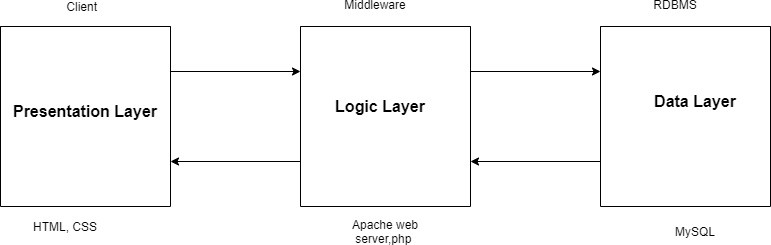 Client
Middleware
RDBMS
Presentation Layer
Logic Layer
Data Layer
HTML, CSS
Apache web
server,php
MySQL